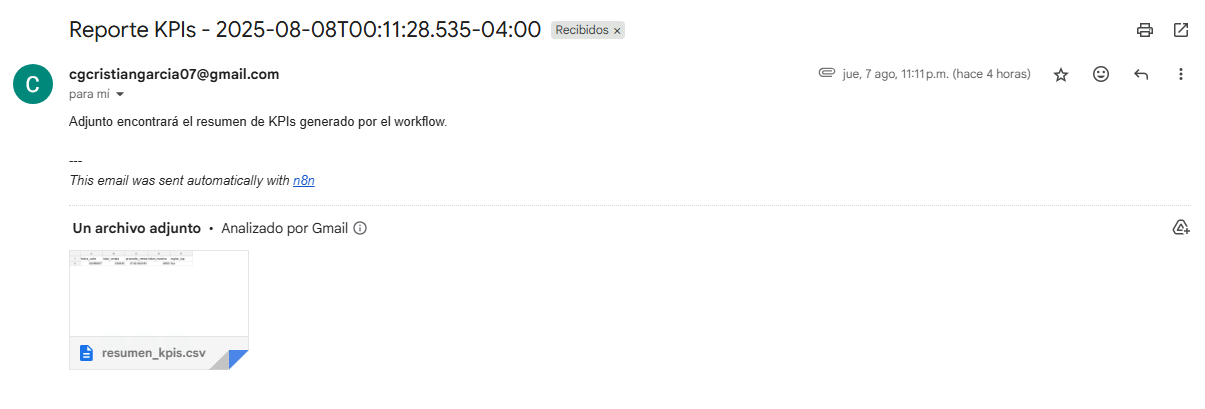 Reporte KPIs - 2025-08-08T00:11:28.535-04:00 Recibidos ×
C
cgcristiangarcia07@gmail.com
jue, 7 ago, 11:11 p.m. (hace 4 horas)
para mí
Adjunto encontrará el resumen de KPIs generado por el workflow.
---
This email was sent automatically with n8n
Un archivo adjunto • Analizado por Gmail
resumen_kpis.csv